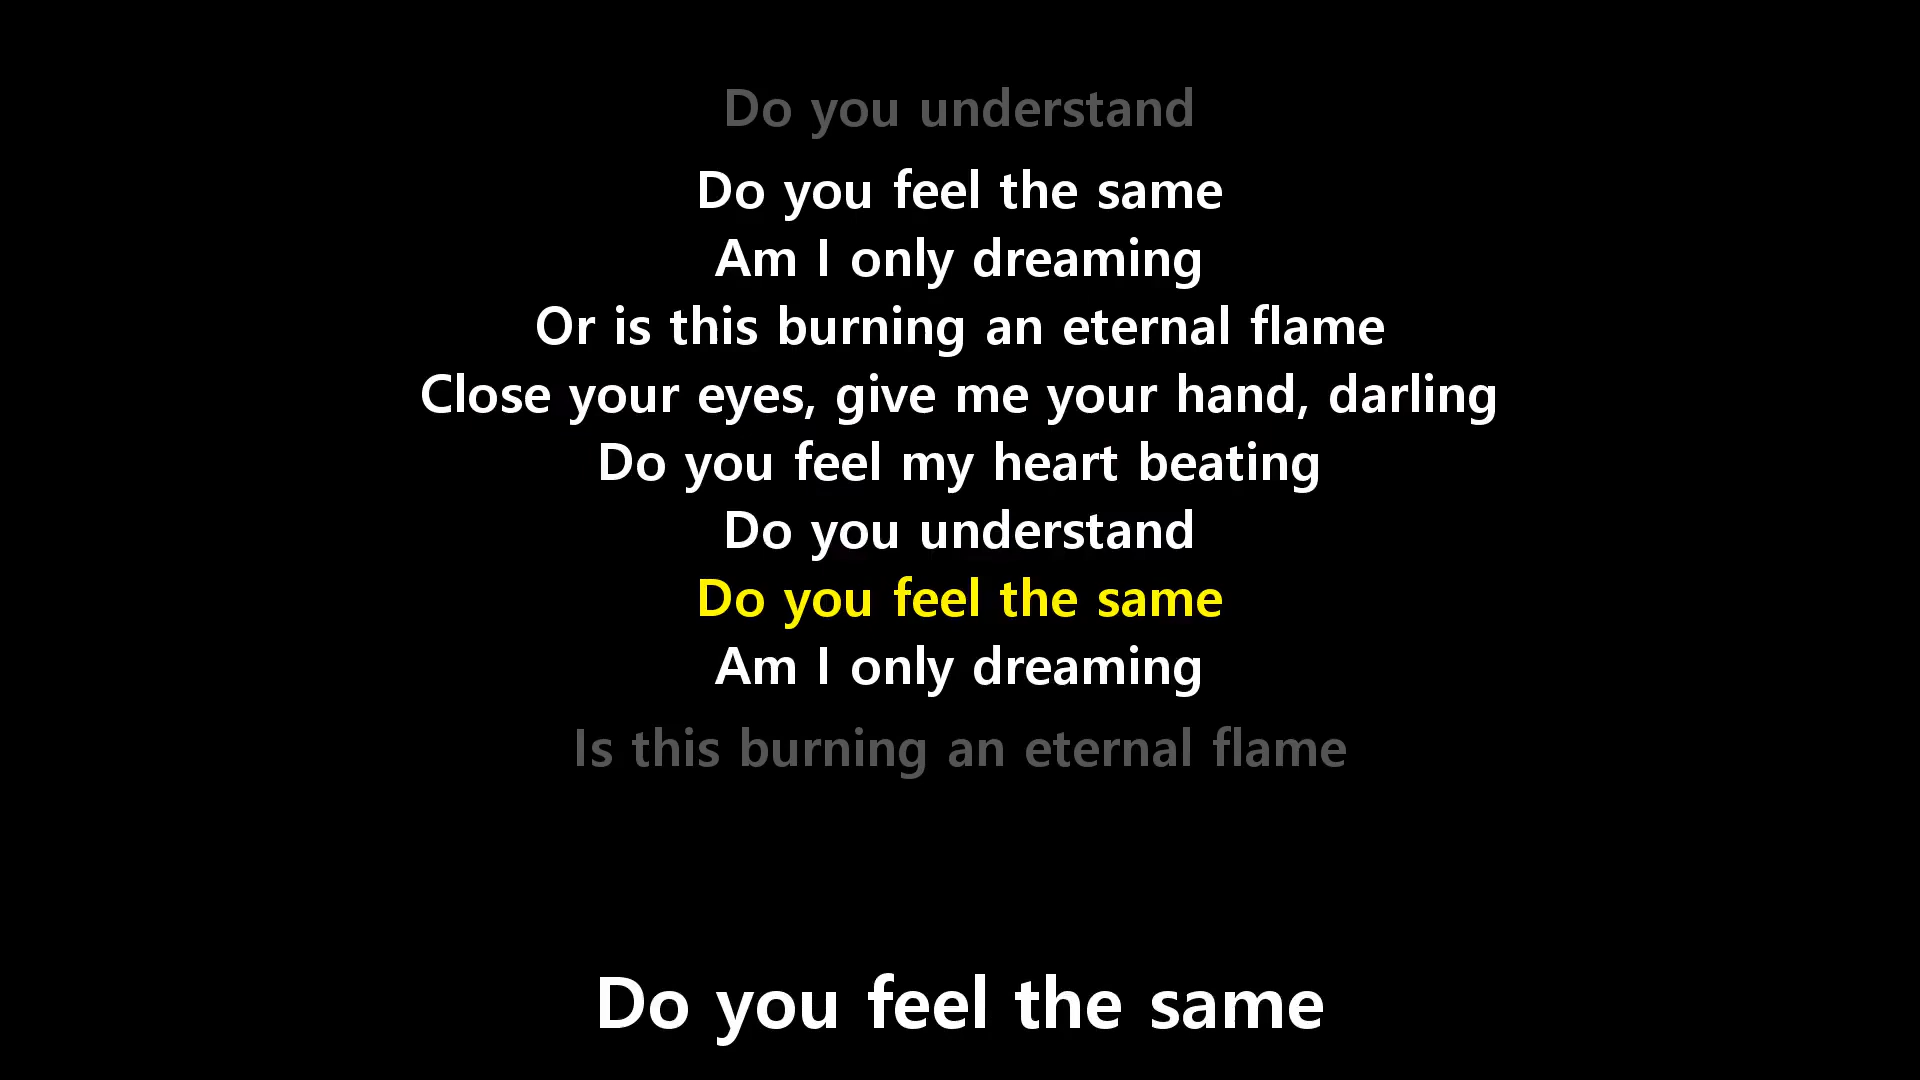 Do you understand
Do you feel the same
Am I only dreaming
Or is this burning an eternal flame
Close your eyes, give me your hand, darling
Do you feel my heart beating
Do you understand
Do you feel the same
Am I only dreaming
Is this burning an eternal flame
Do you feel the same